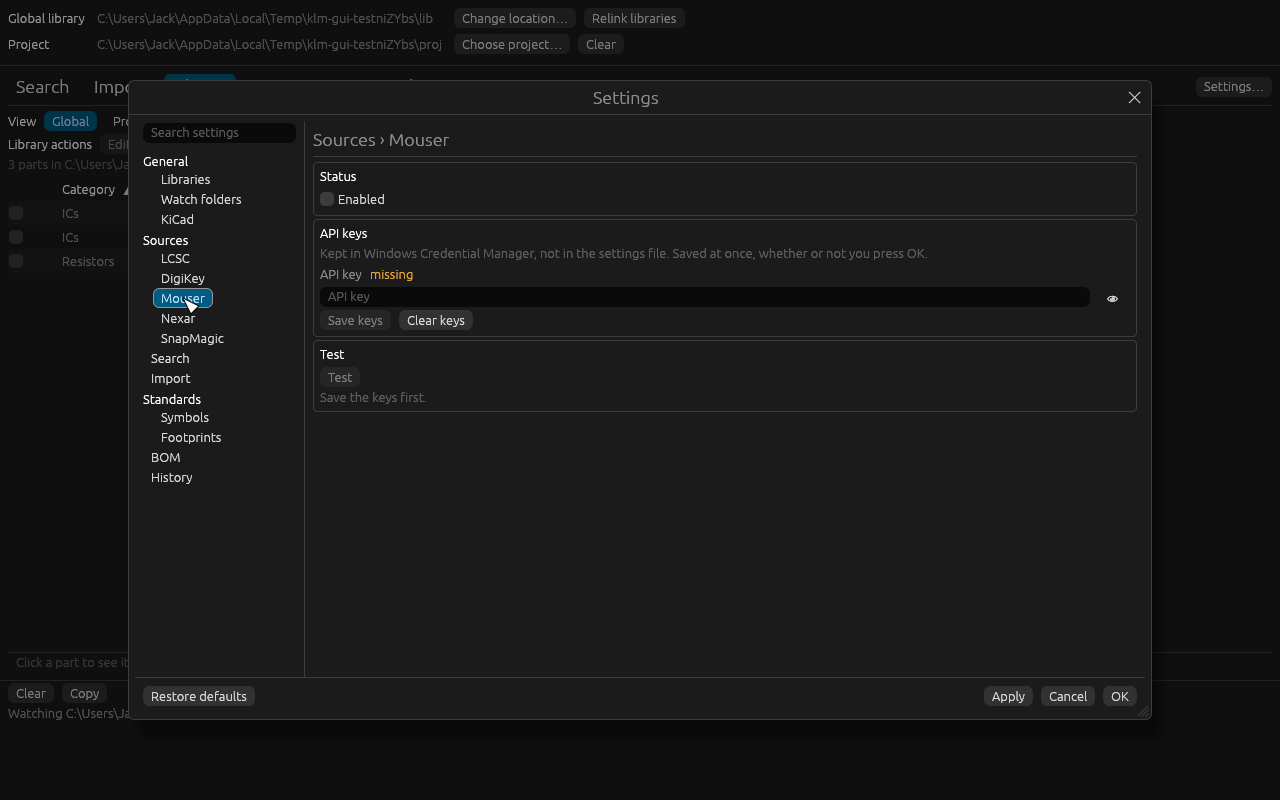 Global library C:\Users\Jack\AppData\Local\Temp\klm-gui-testniZYbs\lib Change location... Relink libraries
Project C:\Users\Jack\AppData\Local\Temp\klm-gui-testniZYbs\proj Choose project... Clear
Search Settings...
Settings
View Global
Search settings
Library actions
Sources › Mouser
General
3 parts in
Libraries
Status
Category
Watch folders
Enabled
ICs
KiCad
API keys
ICs
Sources
Kept in Windows Credential Manager, not in the settings file. Saved at once, whether or not you press OK.
Resistors
LCSC
API key missing
DigiKey
API key
Mouser
Nexar
Save keys Clear keys
SnapMagic
Search
Test
Import
Test
Standards
Save the keys first.
Symbols
Footprints
BOM
History
Click a part to see
Clear Copy
Restore defaults Apply Cancel OK
Watching